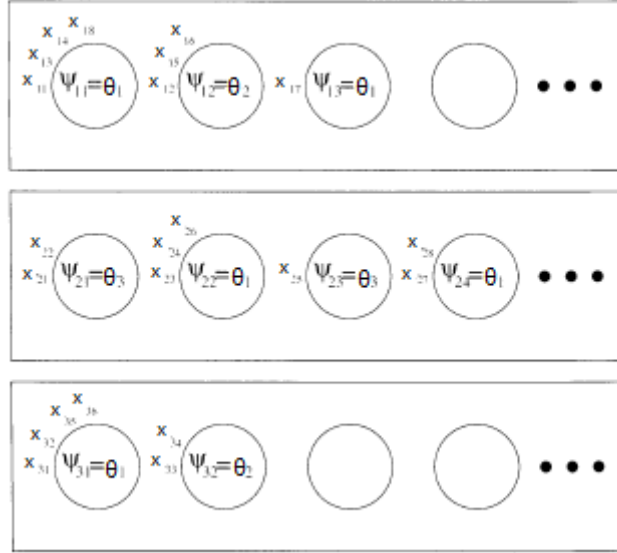 x₁₄ x₁₈ x₁₆
x₁₃ x₁₅
x₁₁ ψ₁₁=θ₁ x₁₂ ψ₁₂=θ₂ x₁₇ ψ₁₃=θ₁
x₂₆
x₂₂ x₂₄ x₂₈
x₂₁ ψ₂₁=θ₃ x₂₃ ψ₂₂=θ₁ x₂₅ ψ₂₃=θ₃ x₂₇ ψ₂₄=θ₁
x₃₅ x₃₆
x₃₂ x₃₄
x₃₁ ψ₃₁=θ₁ x₃₃ ψ₃₂=θ₂